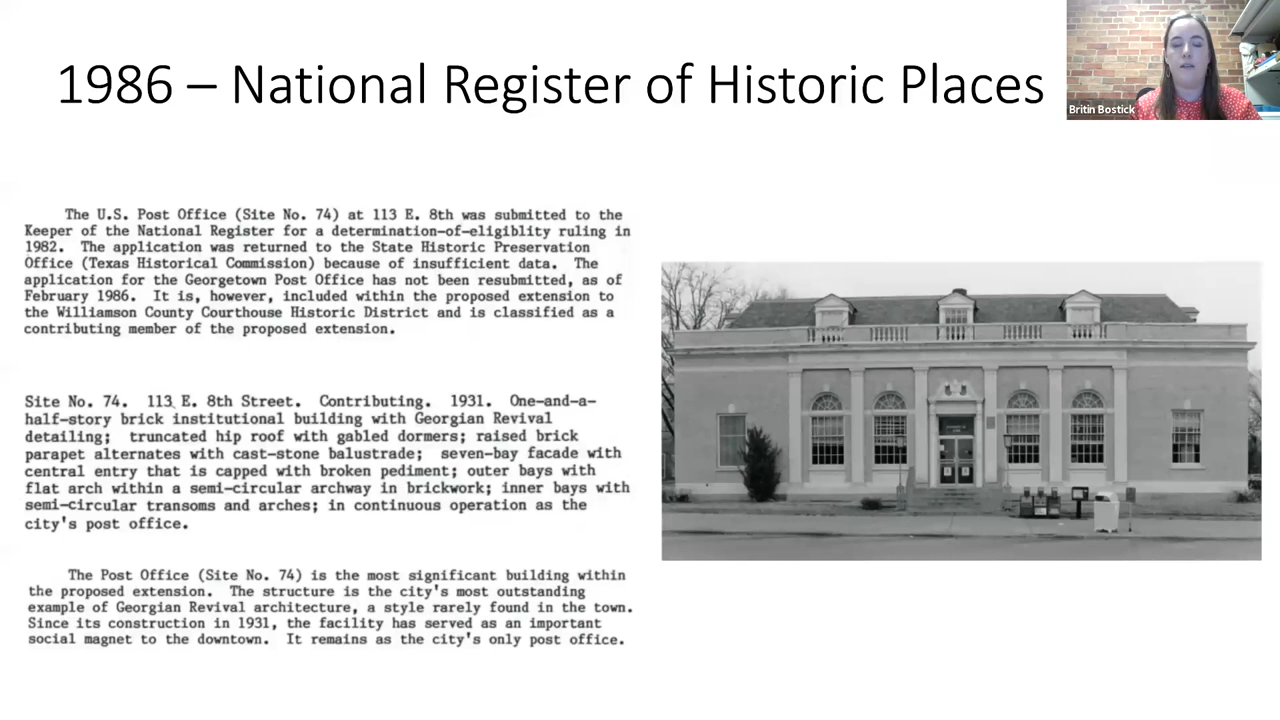 1986 – National Register of Historic Places
Britin Bostick
The U.S. Post Office (Site No. 74) at 113 E. 8th was submitted to the
Keeper of the National Register for a determination-of-eligiblity ruling in
1982. The application was returned to the State Historic Preservation
Office (Texas Historical Commission) because of insufficient data. The
application for the Georgetown Post Office has not been resubmitted, as of
February 1986. It is, however, included within the proposed extension to
the Williamson County Courthouse Historic District and is classified as a
contributing member of the proposed extension.
Site No. 74. 113 E. 8th Street. Contributing. 1931. One-and-a-
half-story brick institutional building with Georgian Revival
detailing; truncated hip roof with gabled dormers; raised brick
parapet alternates with cast-stone balustrade; seven-bay facade with
central entry that is capped with broken pediment; outer bays with
flat arch within a semi-circular archway in brickwork; inner bays with
semi-circular transoms and arches; in continuous operation as the
city's post office.
The Post Office (Site No. 74) is the most significant building within
the proposed extension. The structure is the city's most outstanding
example of Georgian Revival architecture, a style rarely found in the town.
Since its construction in 1931, the facility has served as an important
social magnet to the downtown. It remains as the city's only post office.